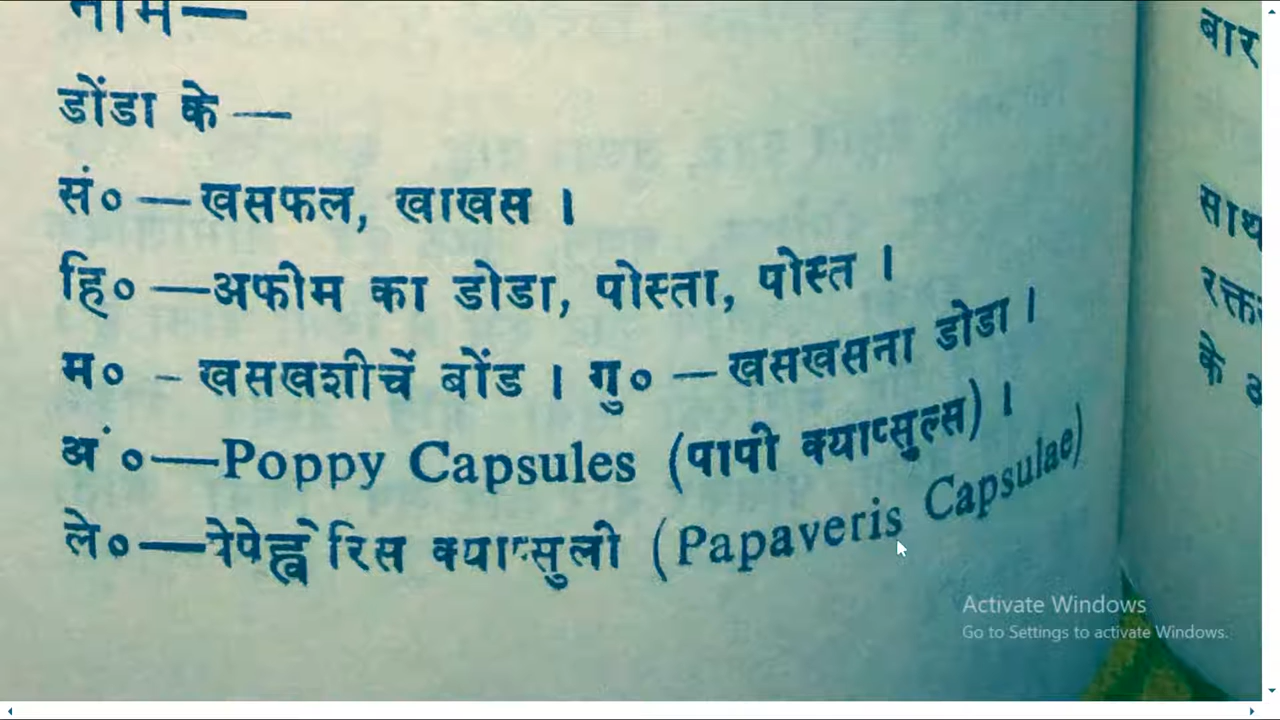 नाम—
डोंडा के —
सं० — खसफल, खाखस ।
हि० —अफीम का डोडा, पोस्ता, पोस्त ।
म० – खसखशीचें बोंड । गु० — खसखसना डोडा ।
अं०—Poppy Capsules (पापी क्याप्सुल्स) ।
ले०—पेपेह्वेरिस क्याप्सुली (Papaveris Capsulae)
बार
साथ
रक्त
के
Activate Windows
Go to Settings to activate Windows.